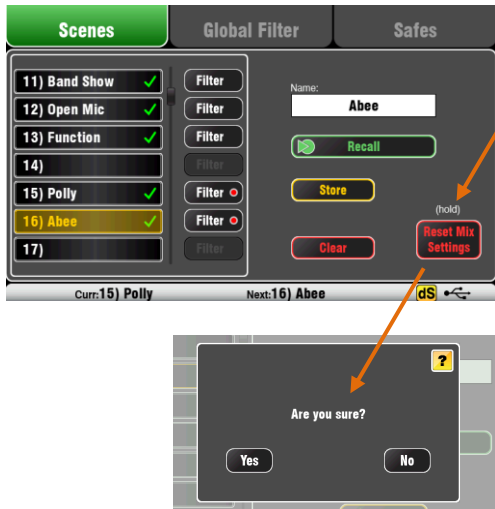 Scenes
Global Filter
Safes
11) Band Show
Filter
12) Open Mic
Filter
13) Function
Filter
14)
Filter
15) Polly
Filter
16) Abee
Filter
17)
Filter
Name:
Abee
Recall
Store
(hold)
Reset Mix
Settings
Clear
Curr:15) Polly
Next:16) Abee
dS
?
Are you sure?
Yes
No